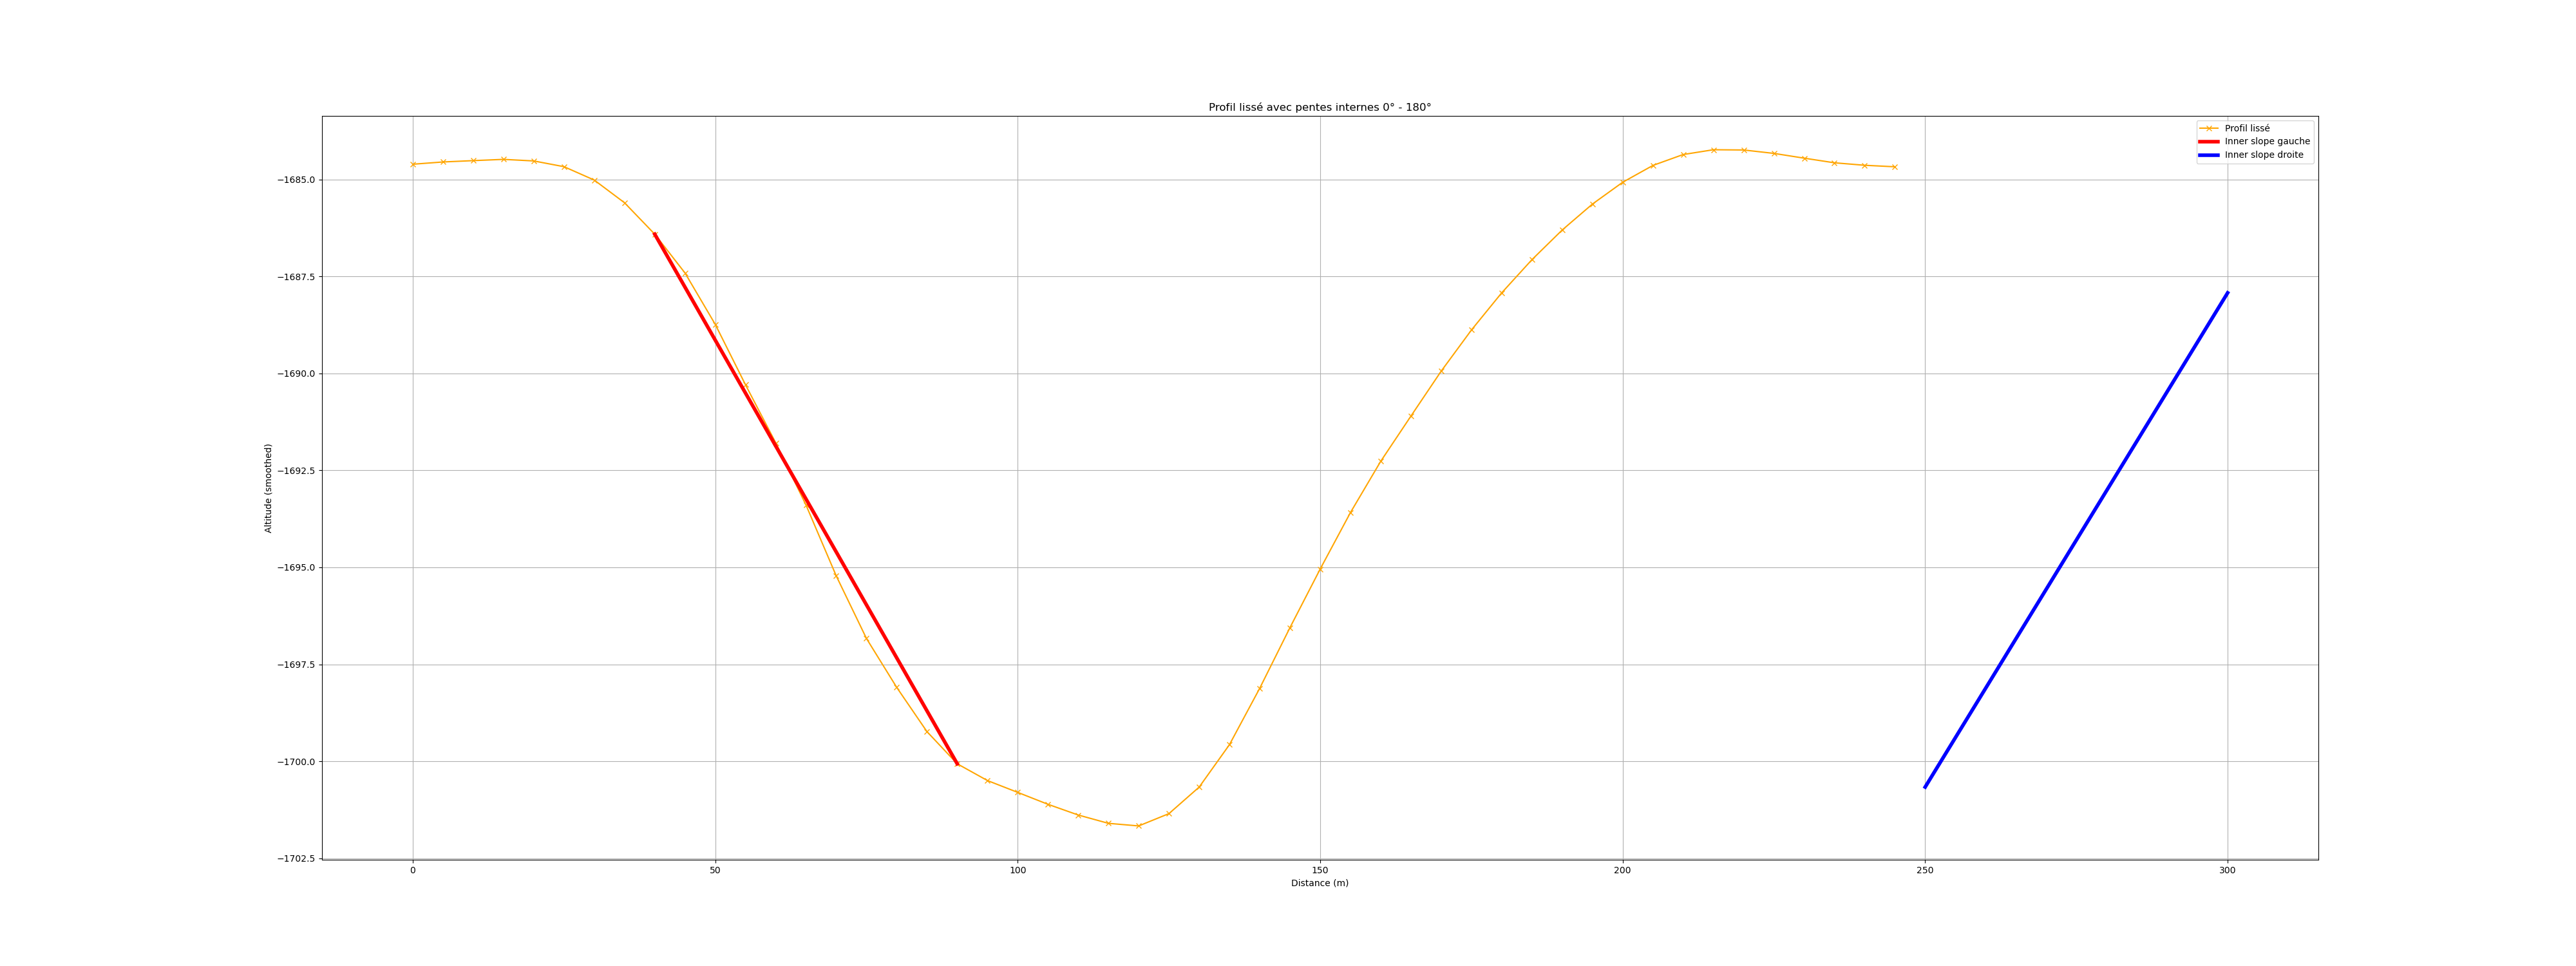 Profil lissé avec pentes internes 0° - 180°
Profil lissé
Inner slope gauche
Inner slope droite
−1685.0
−1687.5
−1690.0
−1692.5
−1695.0
−1697.5
−1700.0
−1702.5
Altitude (smoothed)
0 50 100 150 200 250 300
Distance (m)